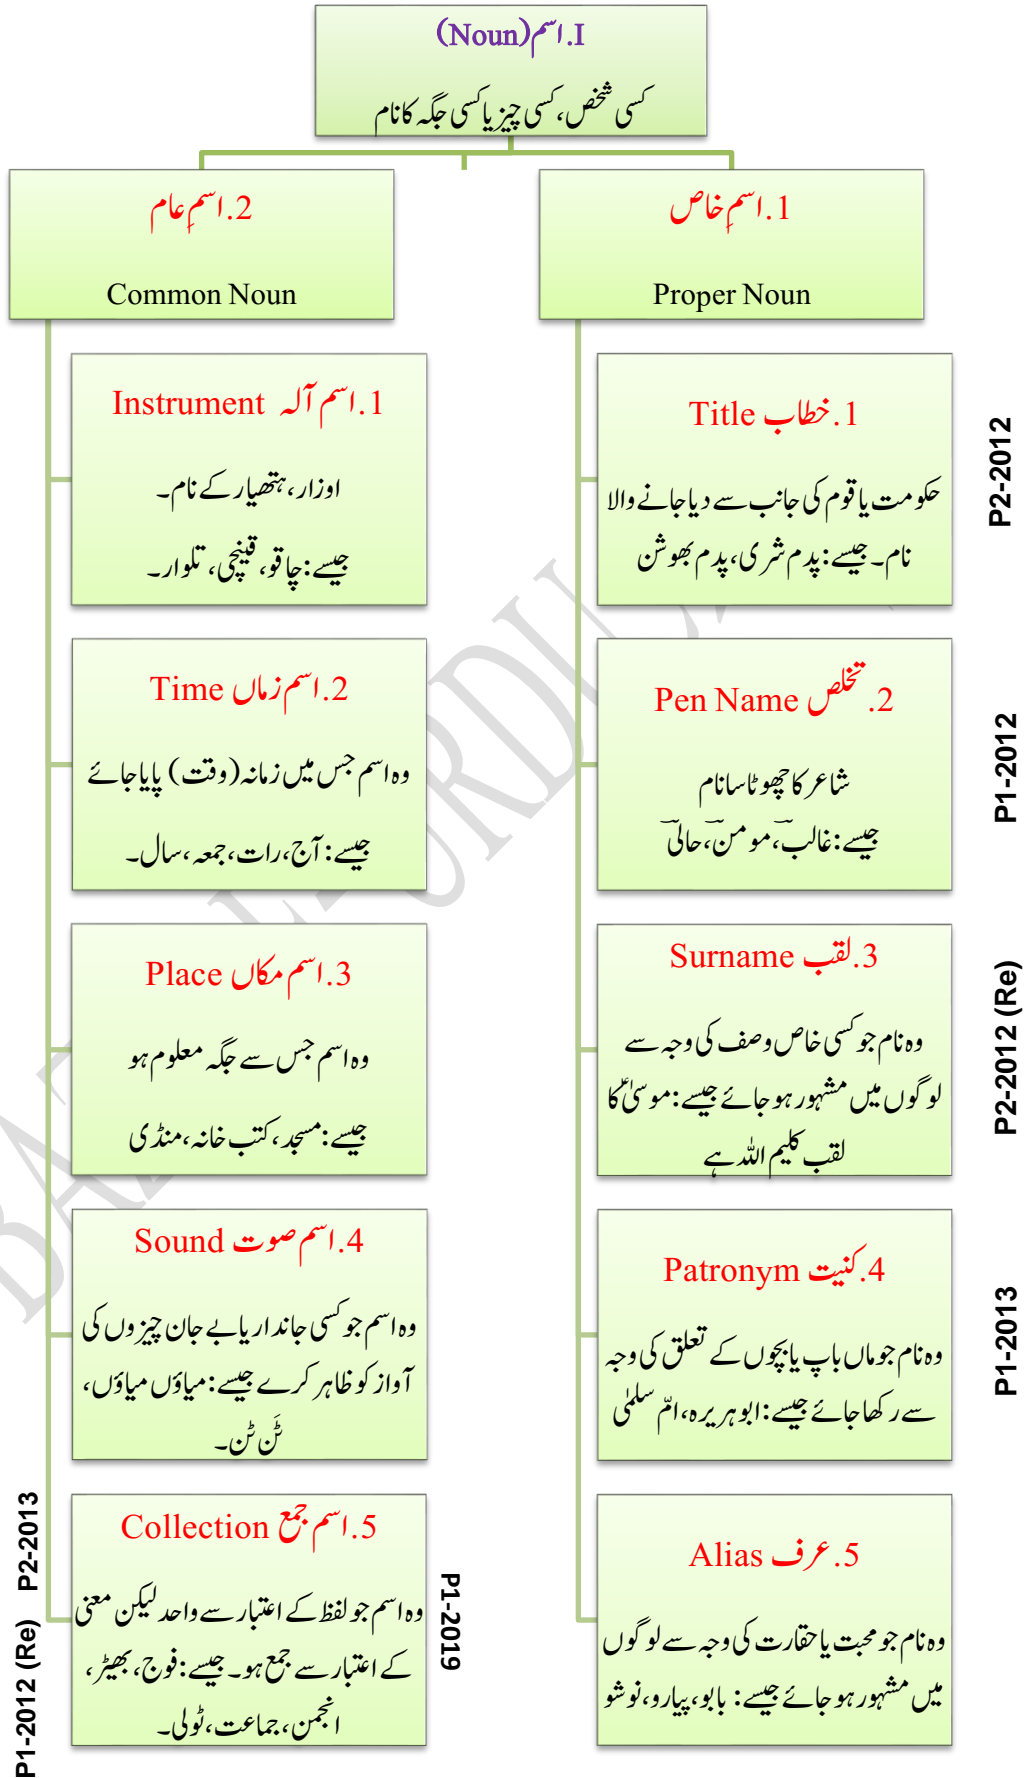 I. اسم(Noun)
کسی شخص، کسی چیز یا کسی جگہ کا نام
1. اسمِ خاص
Proper Noun
1. خطاب Title
حکومت یا قوم کی جانب سے دیا جانے والا
نام۔ جیسے: پدم شری، پدم بھوشن
P2-2012
2. تخلص Pen Name
شاعر کا چھوٹا سا نام
جیسے: غالبؔ، مومنؔ، حالیؔ
P1-2012
3. لقب Surname
وہ نام جو کسی خاص وصف کی وجہ سے
لوگوں میں مشہور ہو جائے جیسے: موسیٰؑ کا
لقب کلیم اللہ ہے
P2-2012 (Re)
4. کنیت Patronym
وہ نام جو ماں باپ یا بچوں کے تعلق کی وجہ
سے رکھا جائے جیسے: ابو ہریرہ، امّ سلمٰی
P1-2013
5. عرف Alias
وہ نام جو محبت یا حقارت کی وجہ سے لوگوں
میں مشہور ہو جائے جیسے: بابو، پیارو، نوشو
2. اسمِ عام
Common Noun
1. اسم آلہ Instrument
اوزار، ہتھیار کے نام۔
جیسے: چاقو، قینچی، تلوار۔
2. اسم زماں Time
وہ اسم جس میں زمانہ (وقت) پایا جائے
جیسے: آج، رات، جمعہ، سال۔
3. اسم مکاں Place
وہ اسم جس سے جگہ معلوم ہو
جیسے: مسجد، کتب خانہ، منڈی
4. اسم صوت Sound
وہ اسم جو کسی جاندار یا بے جان چیزوں کی
آواز کو ظاہر کرے جیسے: میاؤں میاؤں،
ٹَن ٹن۔
5. اسم جمع Collection
وہ اسم جو لفظ کے اعتبار سے واحد لیکن معنی
کے اعتبار سے جمع ہو۔ جیسے: فوج، بھیڑ،
انجمن، جماعت، ٹولی۔
P1-2019
P1-2012 (Re) P2-2013